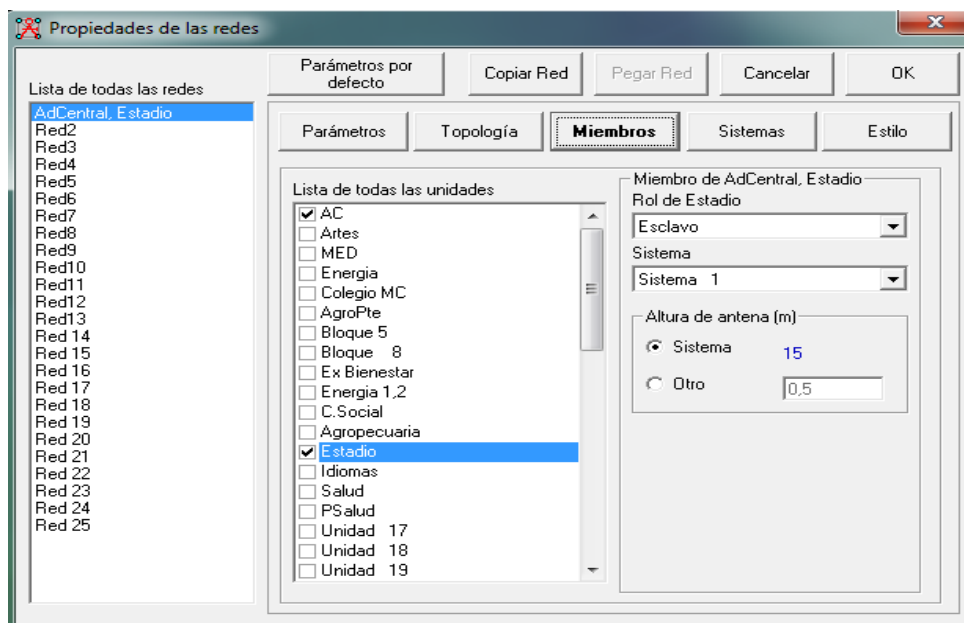 Propiedades de las redes
Parámetros por defecto
Copiar Red
Pegar Red
Cancelar
OK
Lista de todas las redes
AdCentral, Estadio
Red2
Red3
Red4
Red5
Red6
Red7
Red8
Red9
Red10
Red11
Red12
Red13
Red 14
Red 15
Red 16
Red 17
Red 18
Red 19
Red 20
Red 21
Red 22
Red 23
Red 24
Red 25
Parámetros
Topología
Miembros
Sistemas
Estilo
Lista de todas las unidades
AC
Artes
MED
Energia
Colegio MC
AgroPte
Bloque 5
Bloque 8
Ex Bienestar
Energia 1,2
C.Social
Agropecuaria
Estadio
Idiomas
Salud
PSalud
Unidad 17
Unidad 18
Unidad 19
Miembro de AdCentral, Estadio
Rol de Estadio
Esclavo
Sistema
Sistema 1
Altura de antena (m)
Sistema 15
Otro 0,5